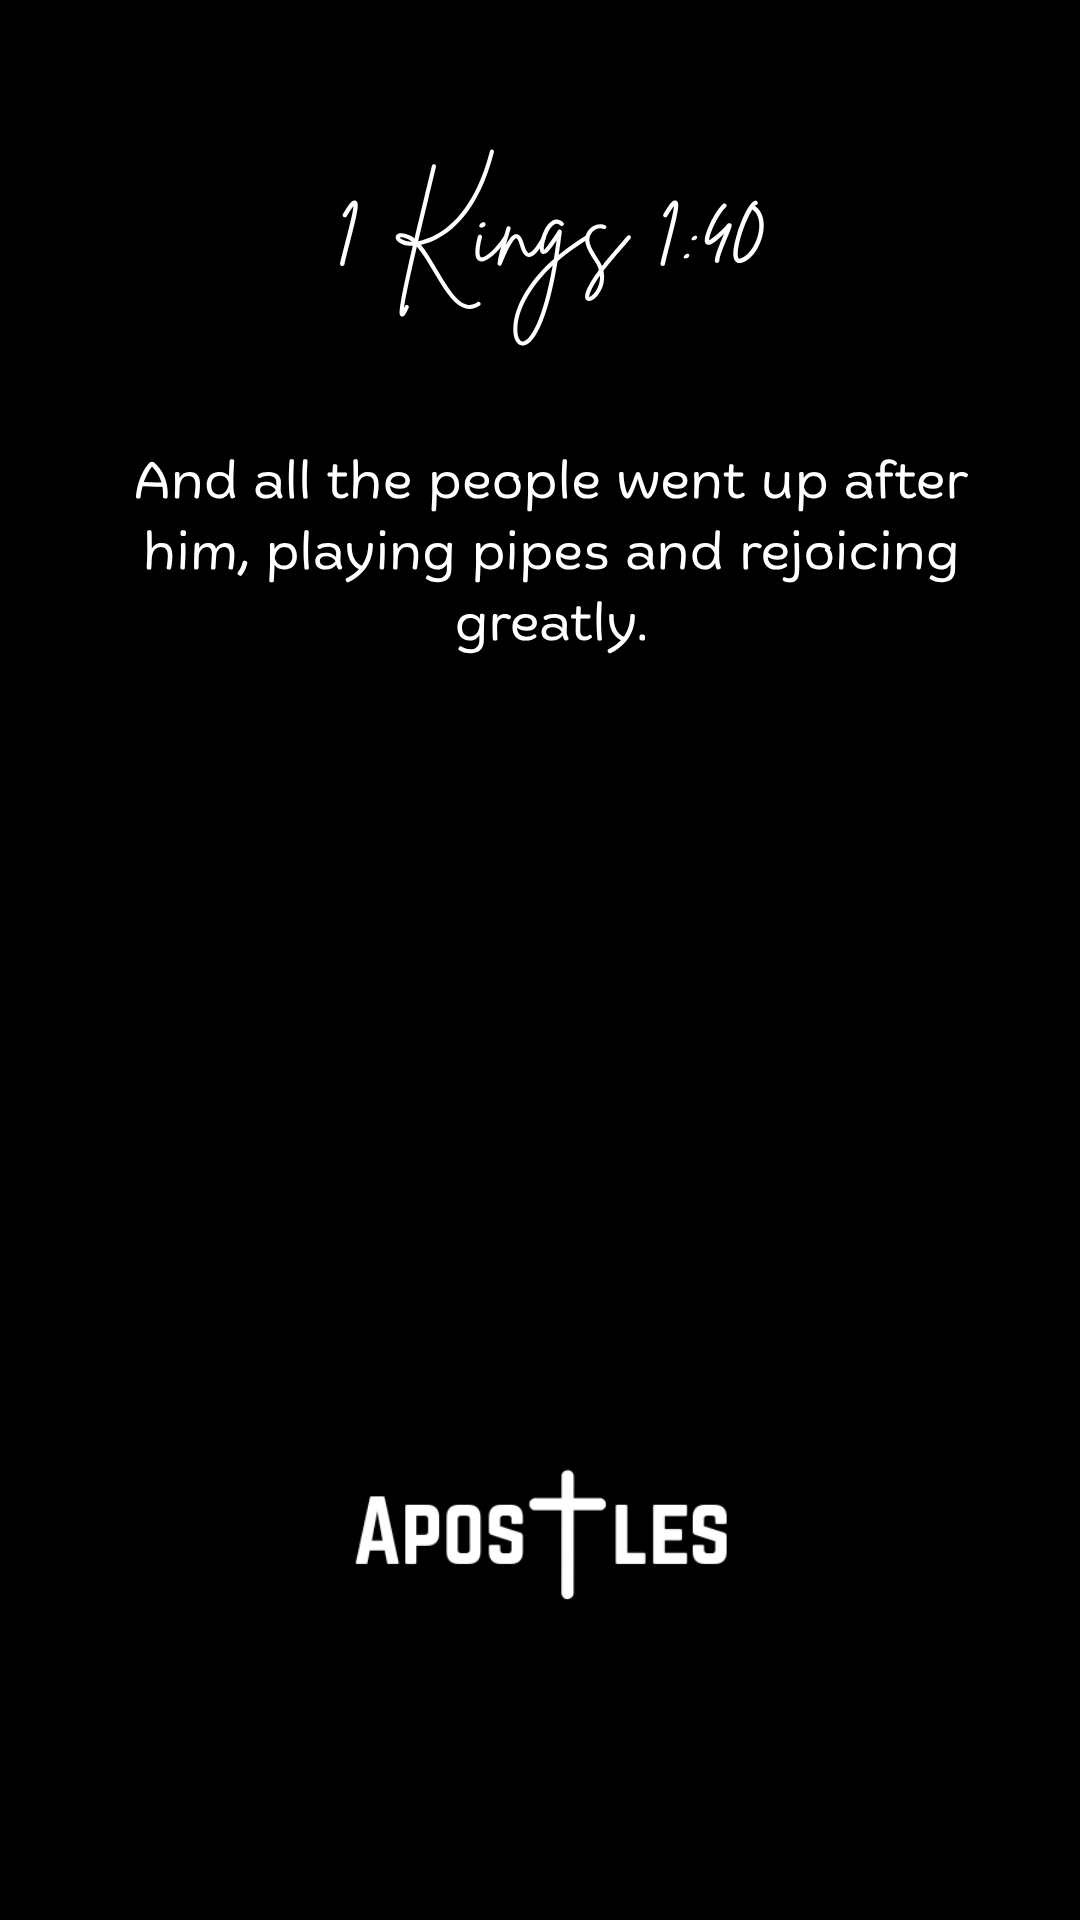 1 Kings 1:40
And all the people went up after
him, playing pipes and rejoicing
greatly.
Apostles